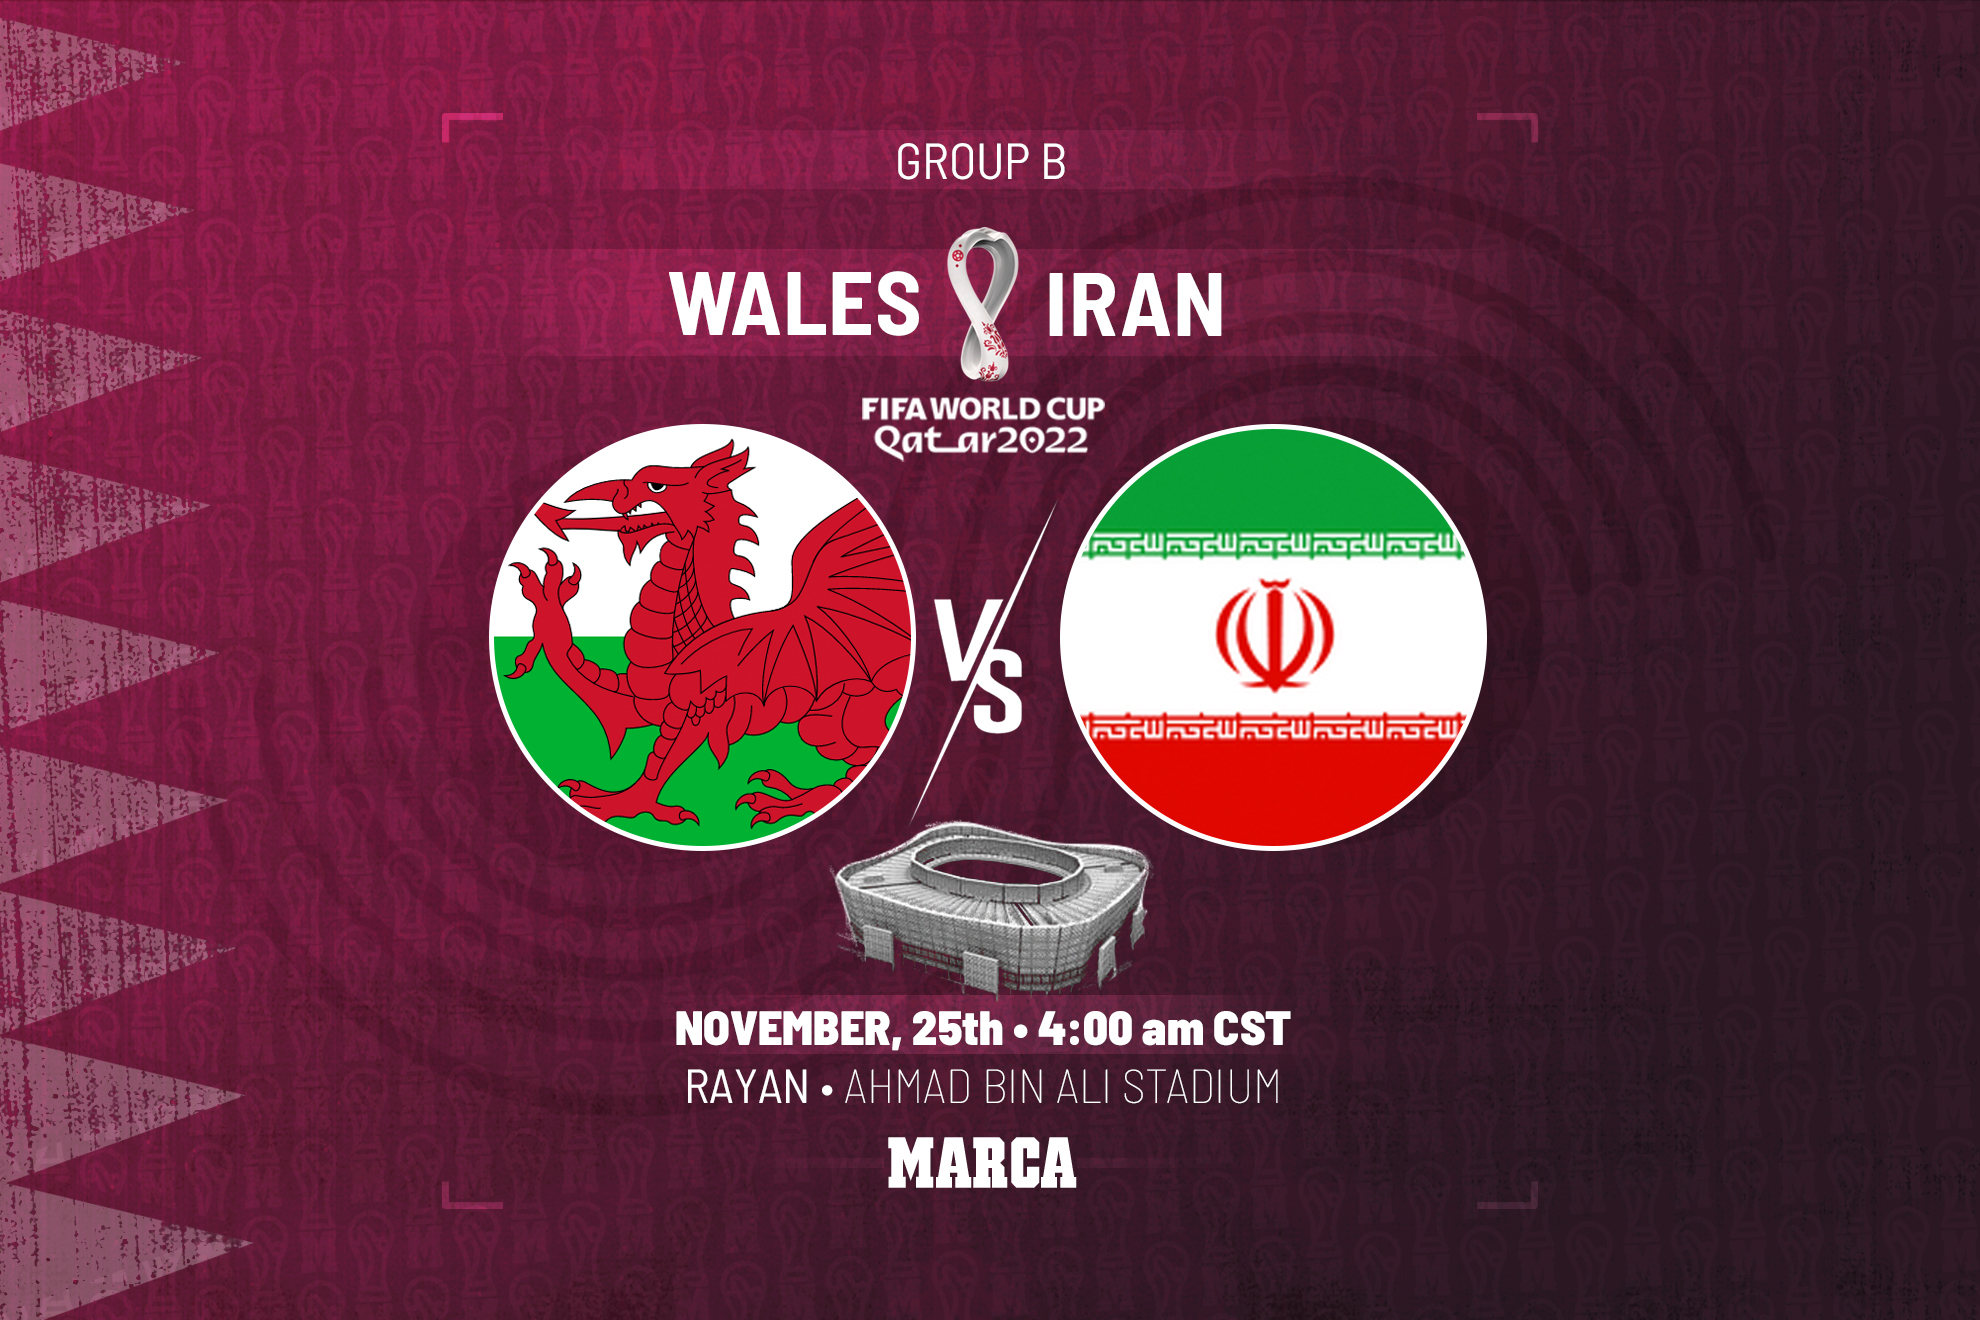 GROUP B
WALES IRAN
FIFA WORLD CUP
Qatar2022
VS
NOVEMBER, 25th • 4:00 am CST
RAYAN • AHMAD BIN ALI STADIUM
MARCA